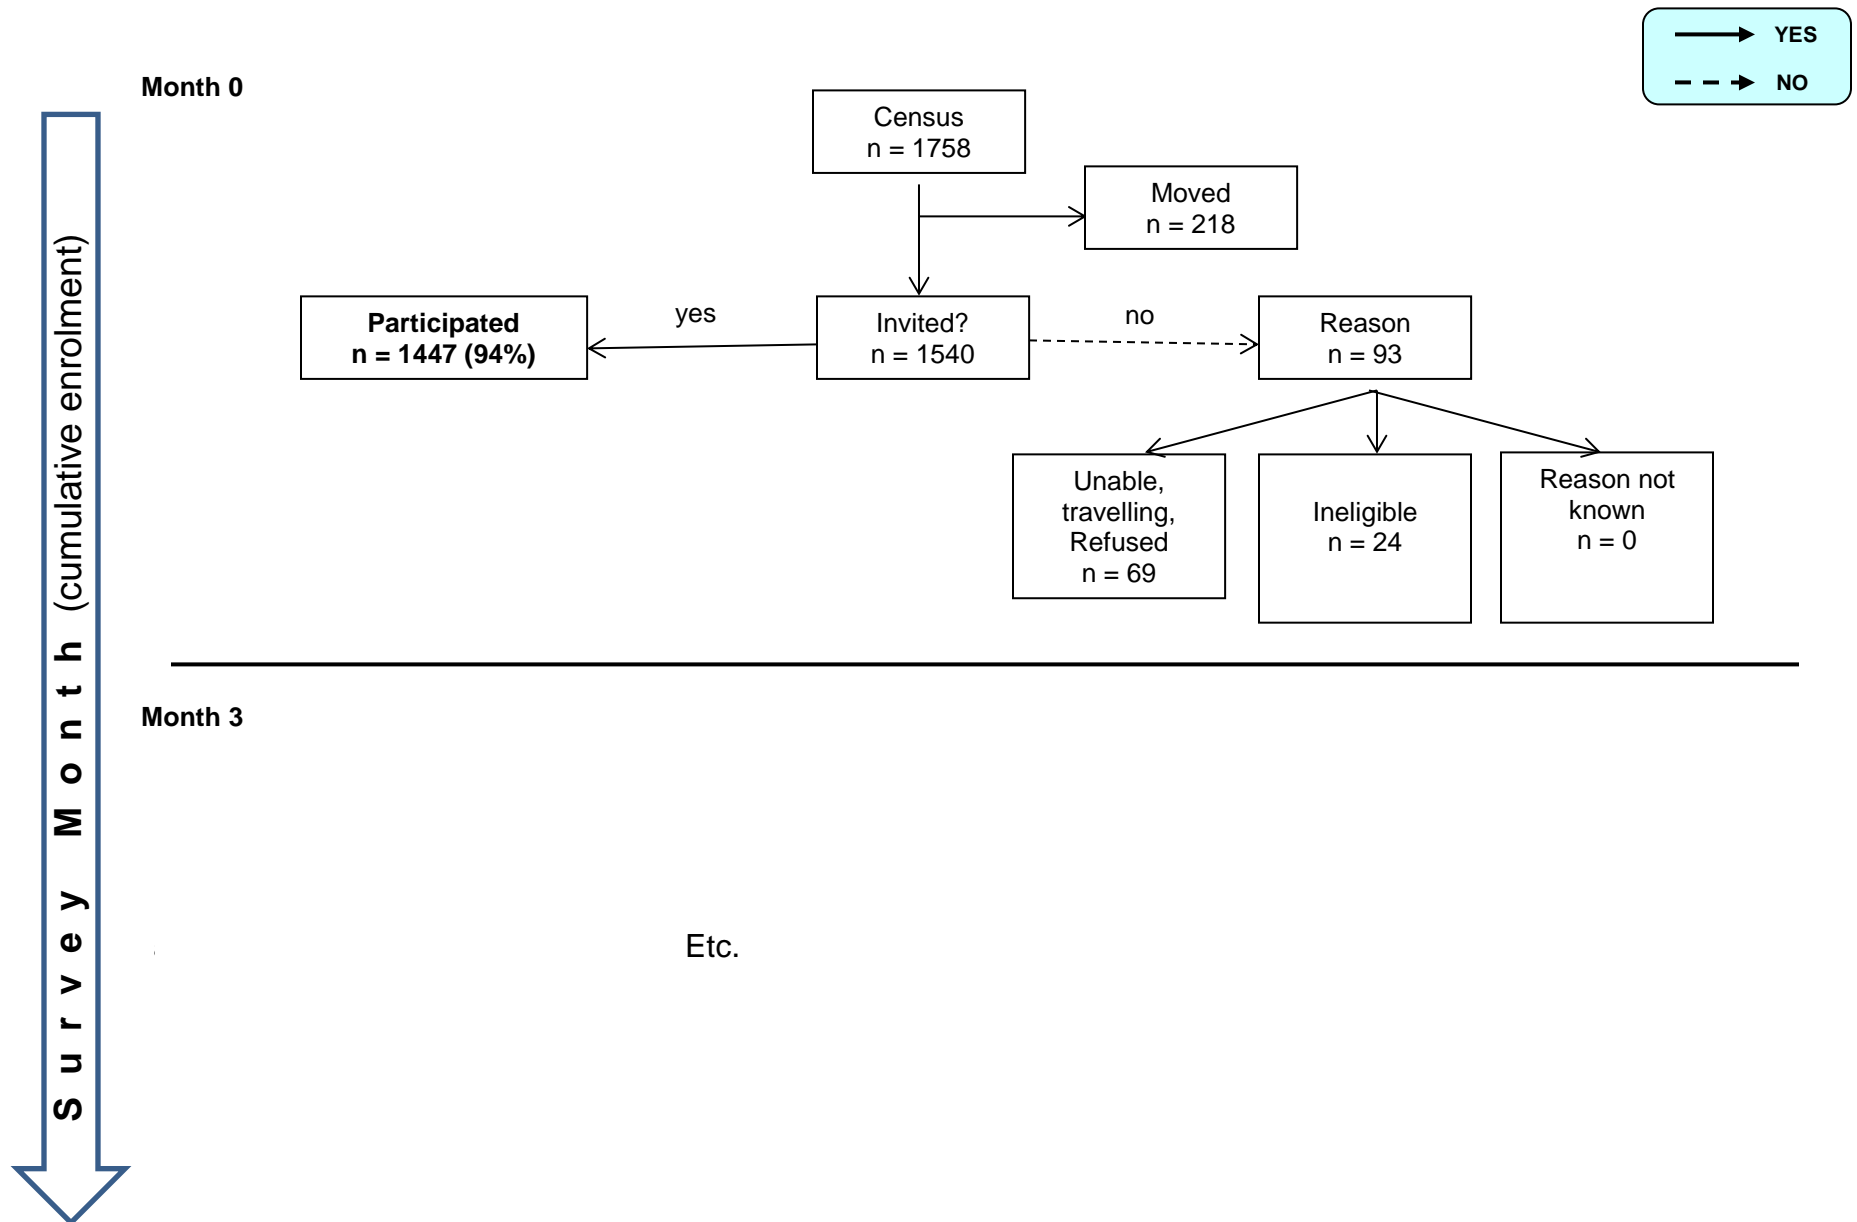 YES
NO
Month 0
Census
n = 1758
Moved
n = 218
Participated
n = 1447 (94%)
yes
Invited?
n = 1540
no
Reason
n = 93
Unable,
travelling,
Refused
n = 69
Ineligible
n = 24
Reason not
known
n = 0
Month 3
Etc.
Survey Month (cumulative enrolment)